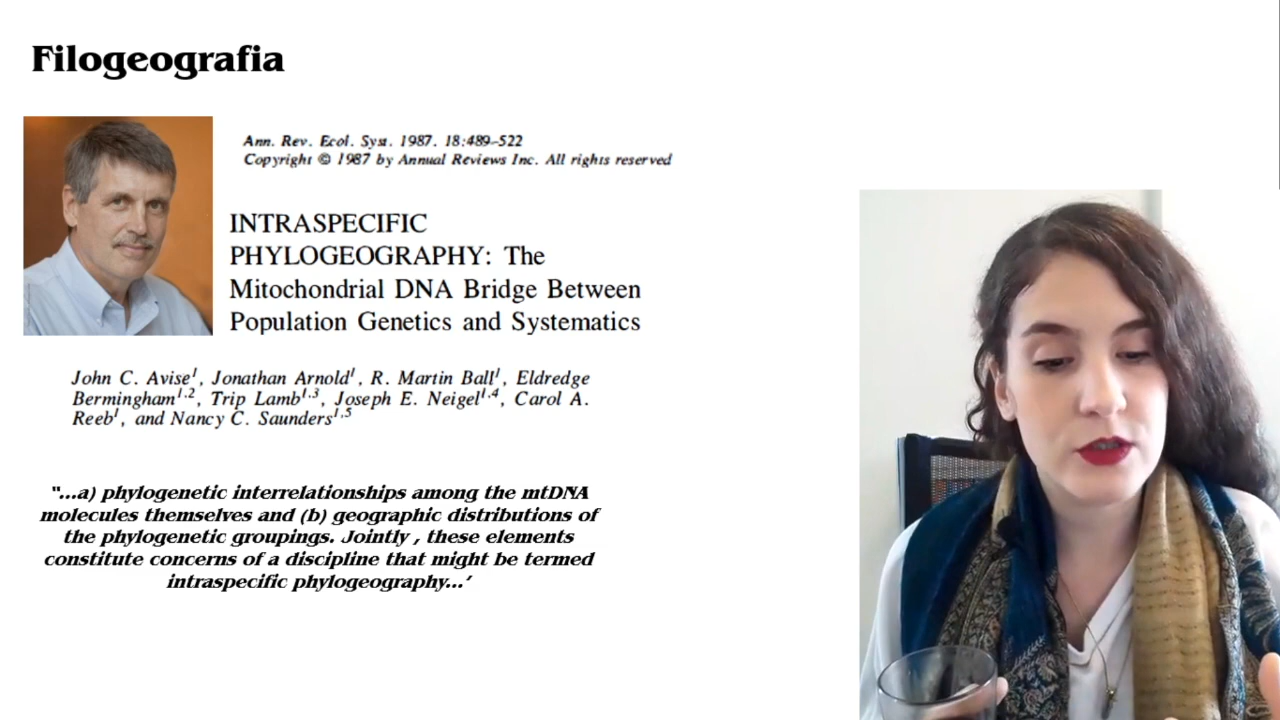 Filogeografia
Ann. Rev. Ecol. Syst. 1987. 18:489–522
Copyright © 1987 by Annual Reviews Inc. All rights reserved
INTRASPECIFIC
PHYLOGEOGRAPHY: The
Mitochondrial DNA Bridge Between
Population Genetics and Systematics
John C. Avise¹, Jonathan Arnold¹, R. Martin Ball¹, Eldredge
Bermingham¹,², Trip Lamb¹,³, Joseph E. Neigel¹,⁴, Carol A.
Reeb¹, and Nancy C. Saunders¹,⁵
"...a) phylogenetic interrelationships among the mtDNA
molecules themselves and (b) geographic distributions of
the phylogenetic groupings. Jointly , these elements
constitute concerns of a discipline that might be termed
intraspecific phylogeography...'